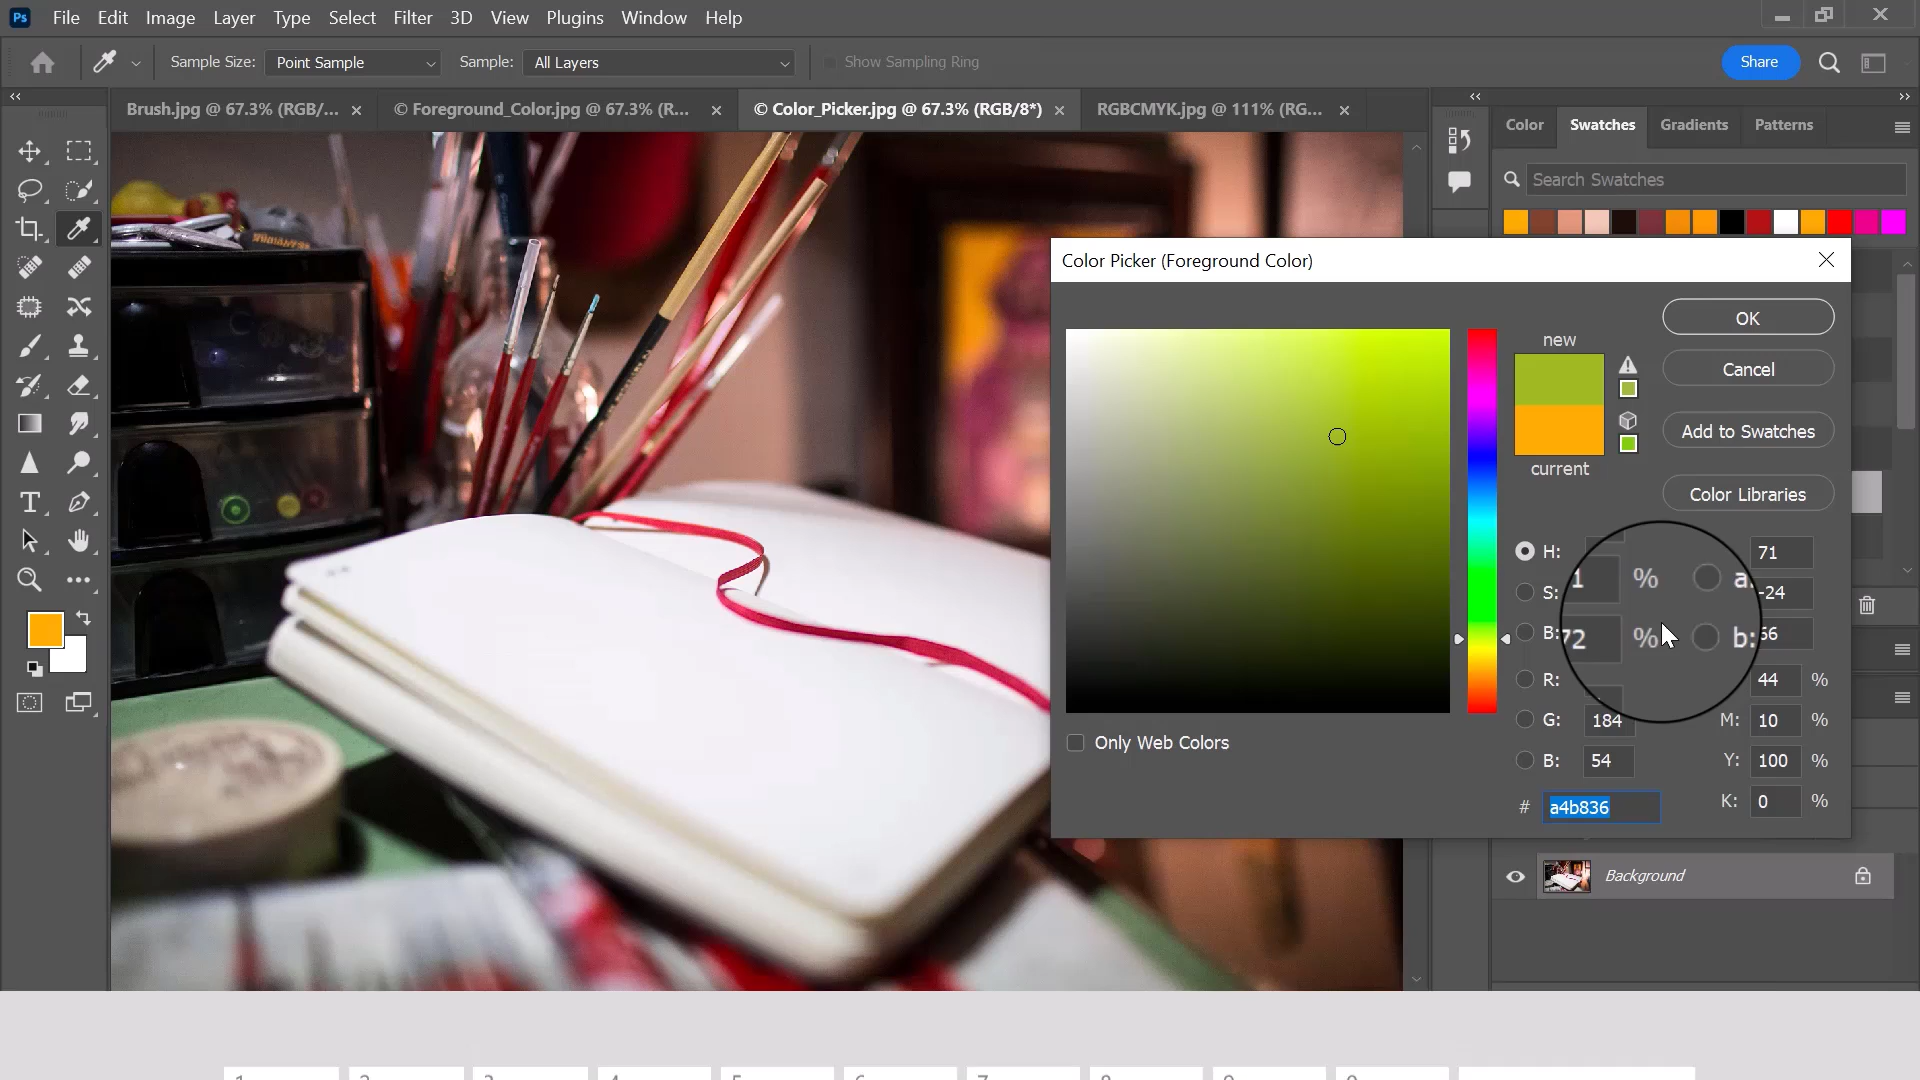 Ps File Edit Image Layer Type Select Filter 3D View Plugins Window Help
Sample Size: Point Sample Sample: All Layers Show Sampling Ring Share
Brush.jpg @ 67.3% (RGB/... © Foreground_Color.jpg @ 67.3% (R... © Color_Picker.jpg @ 67.3% (RGB/8*) RGBCMYK.jpg @ 111% (RG...
Color Swatches Gradients Patterns
Search Swatches
Color Picker (Foreground Color)
new
OK
Cancel
Add to Swatches
current
Color Libraries
H: 71
1 % a:
S: -24
B: 72 % b: 66
R: 44 %
G: 184 M: 10 %
Only Web Colors
B: 54 Y: 100 %
# a4b836 K: 0 %
Background